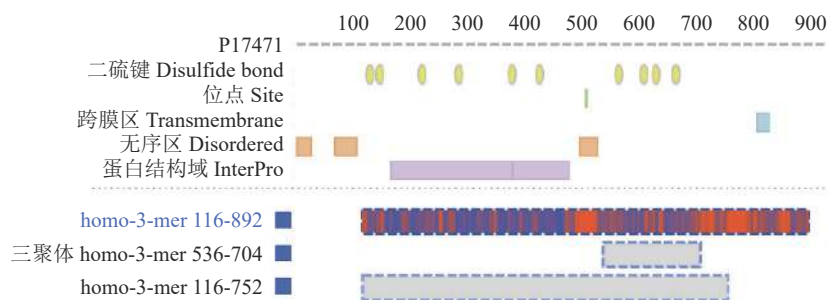 100 200 300 400 500 600 700 800 900
P17471
二硫键 Disulfide bond
位点 Site
跨膜区 Transmembrane
无序区 Disordered
蛋白结构域 InterPro
homo-3-mer 116-892
三聚体 homo-3-mer 536-704
homo-3-mer 116-752